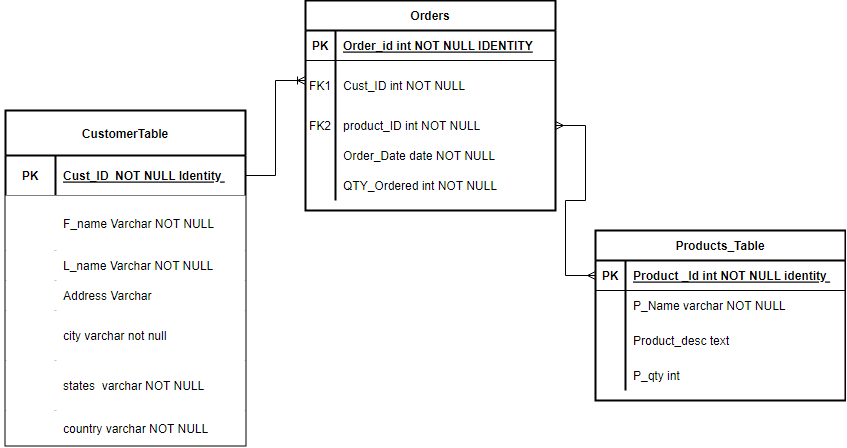 Orders
PK Order_id int NOT NULL IDENTITY
FK1 Cust_ID int NOT NULL
FK2 product_ID int NOT NULL
Order_Date date NOT NULL
QTY_Ordered int NOT NULL
CustomerTable
PK Cust_ID NOT NULL Identity
F_name Varchar NOT NULL
L_name Varchar NOT NULL
Address Varchar
city varchar not null
states varchar NOT NULL
country varchar NOT NULL
Products_Table
PK Product _Id int NOT NULL identity
P_Name varchar NOT NULL
Product_desc text
P_qty int